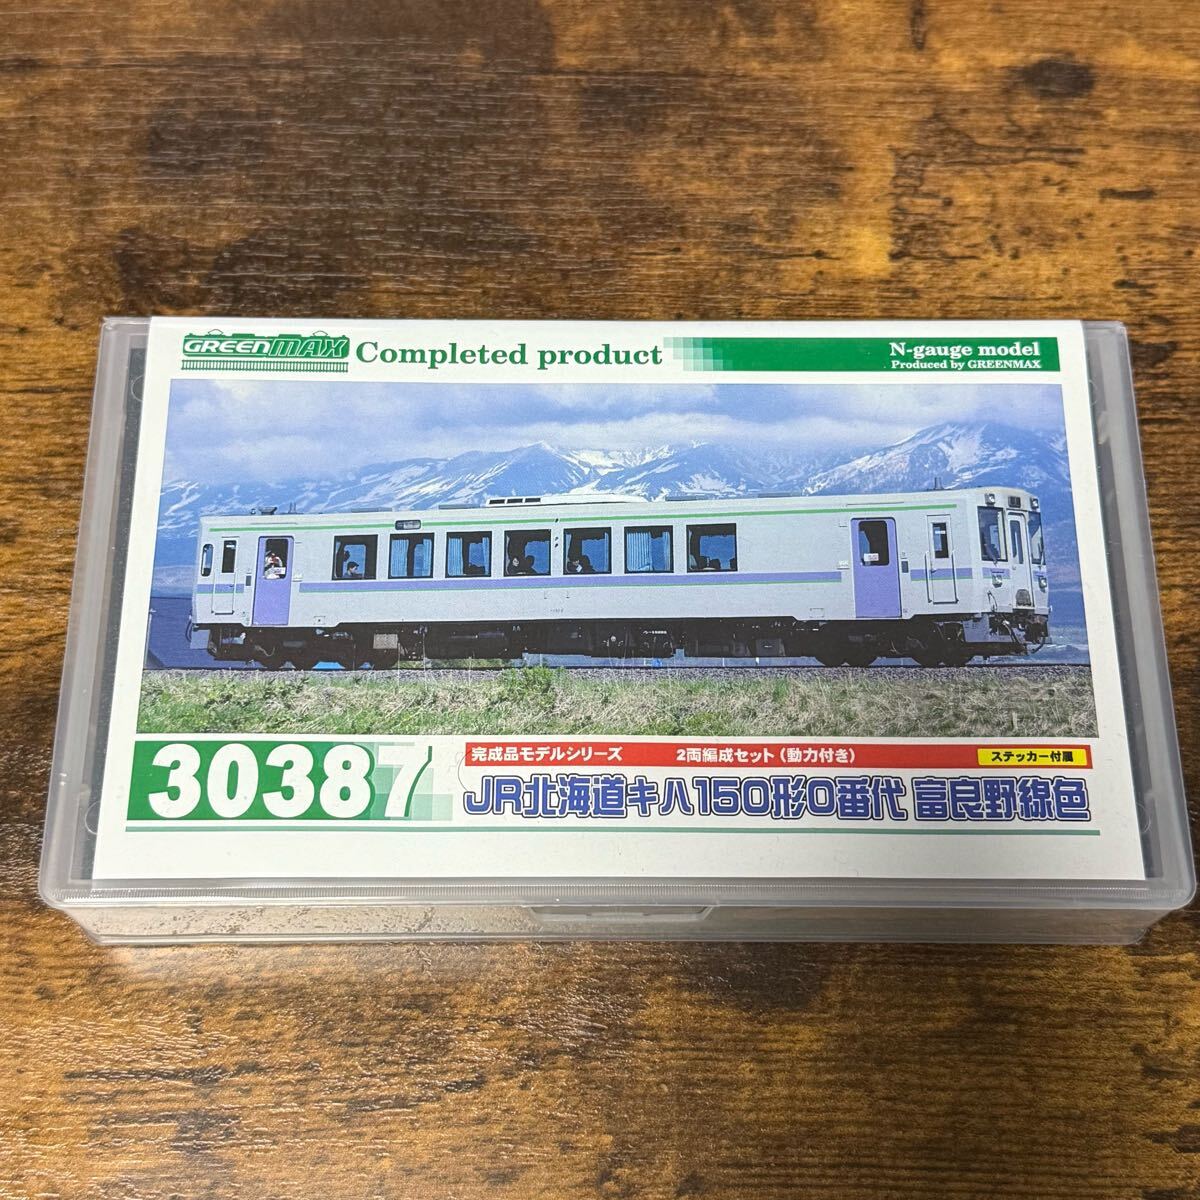 GREENMAX Completed product
N-gauge model
Produced by GREENMAX
30387
完成品モデルシリーズ 2両編成セット(動力付き) ステッカー付属
JR北海道キハ150形0番代 富良野線色